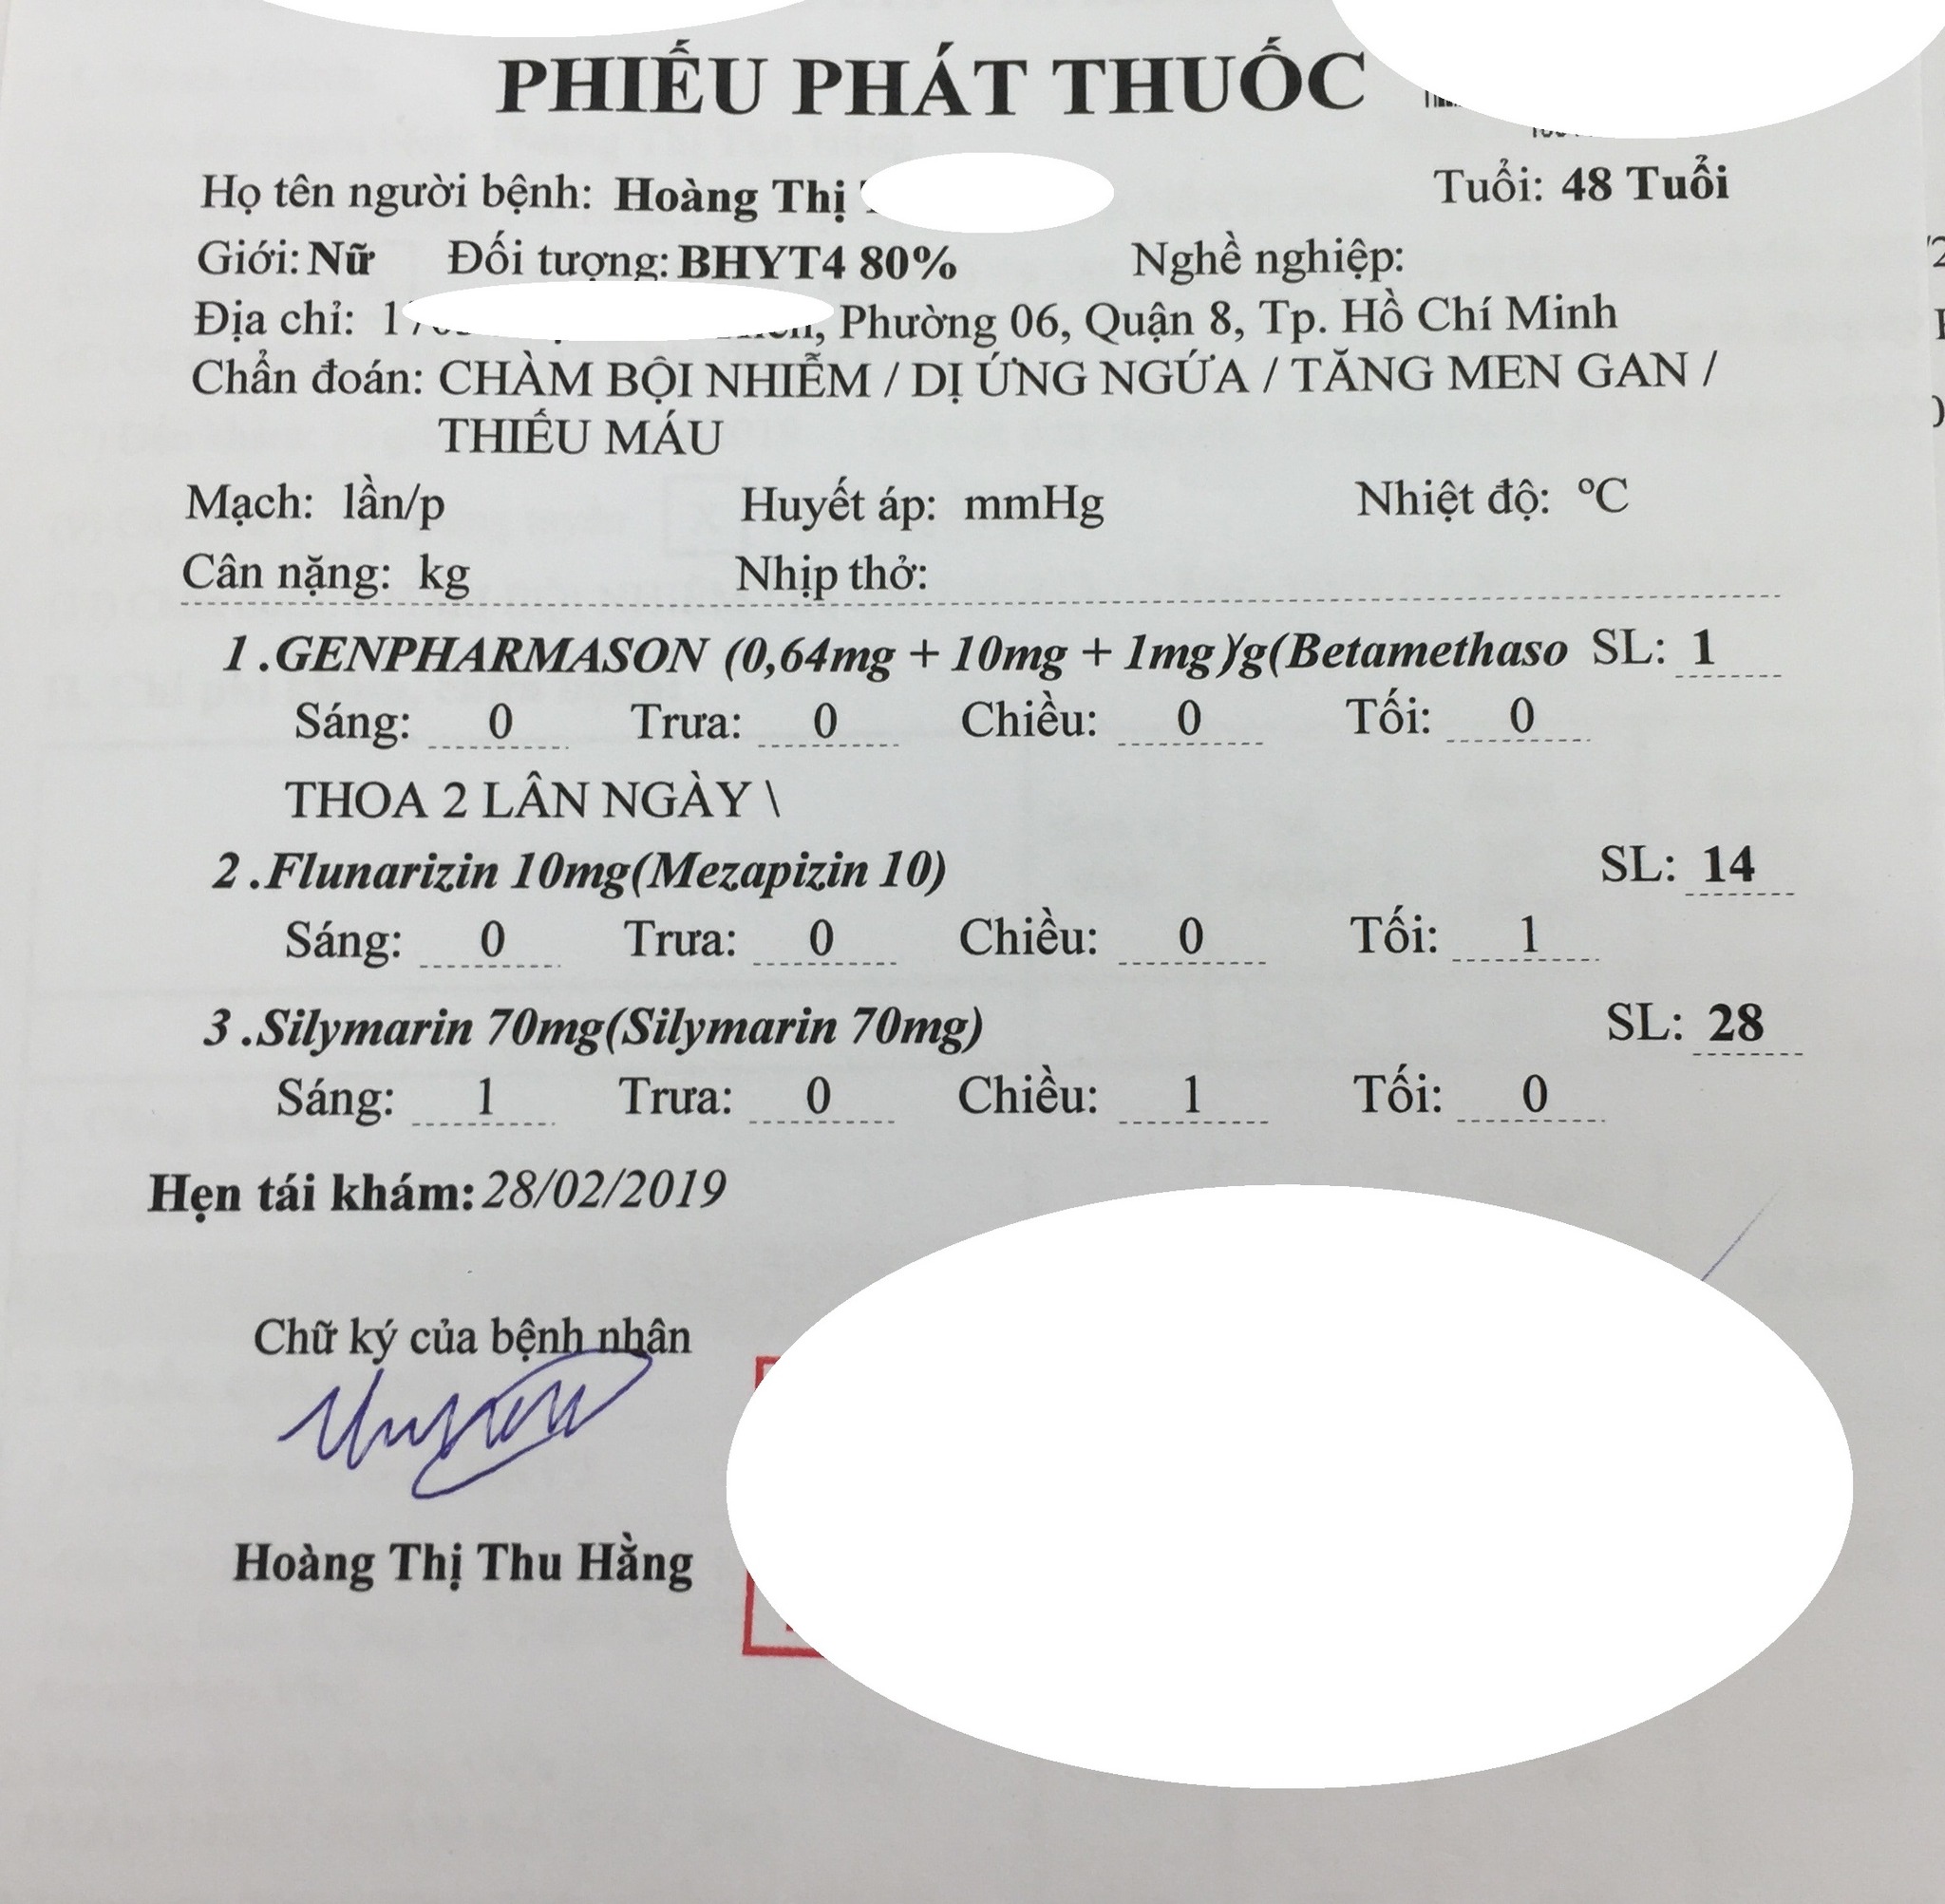 PHIẾU PHÁT THUỐC
Họ tên người bệnh: Hoàng Thị
Tuổi: 48 Tuổi
Giới: Nữ Đối tượng: BHYT4 80% Nghề nghiệp:
Địa chỉ: Phường 06, Quận 8, Tp. Hồ Chí Minh
Chẩn đoán: CHÀM BỘI NHIỄM / DỊ ỨNG NGỨA / TĂNG MEN GAN /
THIẾU MÁU
Mạch: lần/p Huyết áp: mmHg Nhiệt độ: °C
Cân nặng: kg Nhịp thở:
1 .GENPHARMASON (0,64mg + 10mg + 1mg)/g(Betamethaso SL: 1
Sáng: 0 Trưa: 0 Chiều: 0 Tối: 0
THOA 2 LÂN NGÀY \
2 .Flunarizin 10mg(Mezapizin 10) SL: 14
Sáng: 0 Trưa: 0 Chiều: 0 Tối: 1
3 .Silymarin 70mg(Silymarin 70mg) SL: 28
Sáng: 1 Trưa: 0 Chiều: 1 Tối: 0
Hẹn tái khám: 28/02/2019
Chữ ký của bệnh nhân
Hoàng Thị Thu Hằng